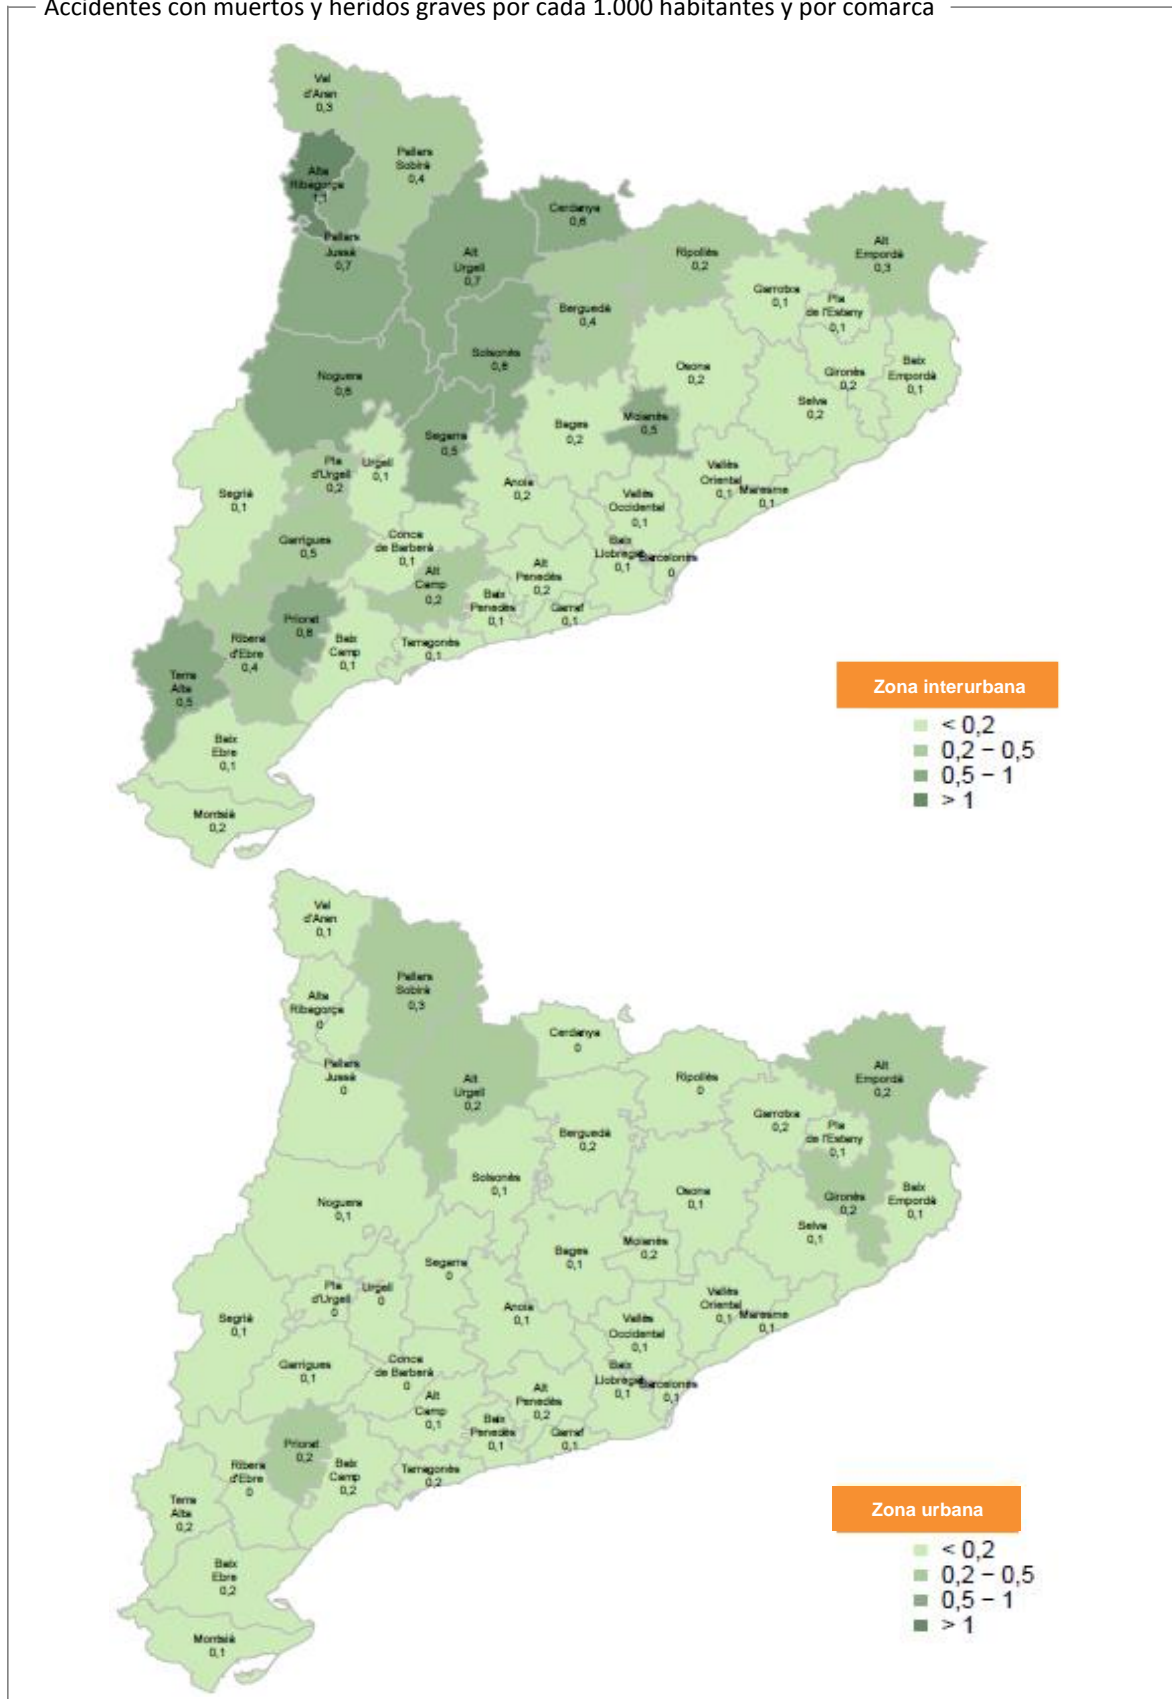 Accidentes con muertos y heridos graves por cada 1.000 habitantes y por comarca
Val
d'Aran
0,3
Alta
Ribagorça
1,1
Pallars
Sobirà
0,4
Pallars
Jussà
0,7
Alt
Urgell
0,7
Cerdanya
0,6
Ripollès
0,2
Alt
Empordà
0,3
Garrotxa
0,1
Pla
de l'Estany
0,1
Berguedà
0,4
Solsonès
0,8
Noguera
0,6
Osona
0,2
Gironès
0,2
Baix
Empordà
0,1
Selva
0,2
Moianès
0,5
Bages
0,2
Segarra
0,5
Pla
d'Urgell
0,2
Urgell
0,1
Segrià
0,1
Anoia
0,2
Vallès
Oriental
0,1
Maresme
0,1
Vallès
Occidental
0,1
Garrigues
0,5
Conca
de Barberà
0,1
Baix
Llobregat
0,1
Barcelonès
0
Alt
Camp
0,2
Alt
Penedès
0,2
Baix
Penedès
0,1
Garraf
0,1
Priorat
0,8
Ribera
d'Ebre
0,4
Baix
Camp
0,1
Tarragonès
0,1
Terra
Alta
0,5
Baix
Ebre
0,1
Montsià
0,2
Zona interurbana
< 0,2
0,2 – 0,5
0,5 – 1
> 1
Val
d'Aran
0,1
Alta
Ribagorça
0
Pallars
Sobirà
0,3
Pallars
Jussà
0
Alt
Urgell
0,2
Cerdanya
0
Ripollès
0
Alt
Empordà
0,2
Garrotxa
0,2
Pla
de l'Estany
0,1
Berguedà
0,2
Solsonès
0,1
Noguera
0,1
Osona
0,1
Gironès
0,2
Baix
Empordà
0,1
Selva
0,1
Moianès
0,2
Bages
0,1
Segarra
0
Pla
d'Urgell
0
Urgell
0
Segrià
0,1
Anoia
0,1
Vallès
Oriental
0,1
Maresme
0,1
Vallès
Occidental
0,1
Garrigues
0,1
Conca
de Barberà
0
Baix
Llobregat
0,1
Barcelonès
0,1
Alt
Camp
0,1
Alt
Penedès
0,2
Baix
Penedès
0,1
Garraf
0,1
Priorat
0,2
Ribera
d'Ebre
0
Baix
Camp
0,2
Tarragonès
0,2
Terra
Alta
0,2
Baix
Ebre
0,2
Montsià
0,1
Zona urbana
< 0,2
0,2 – 0,5
0,5 – 1
> 1